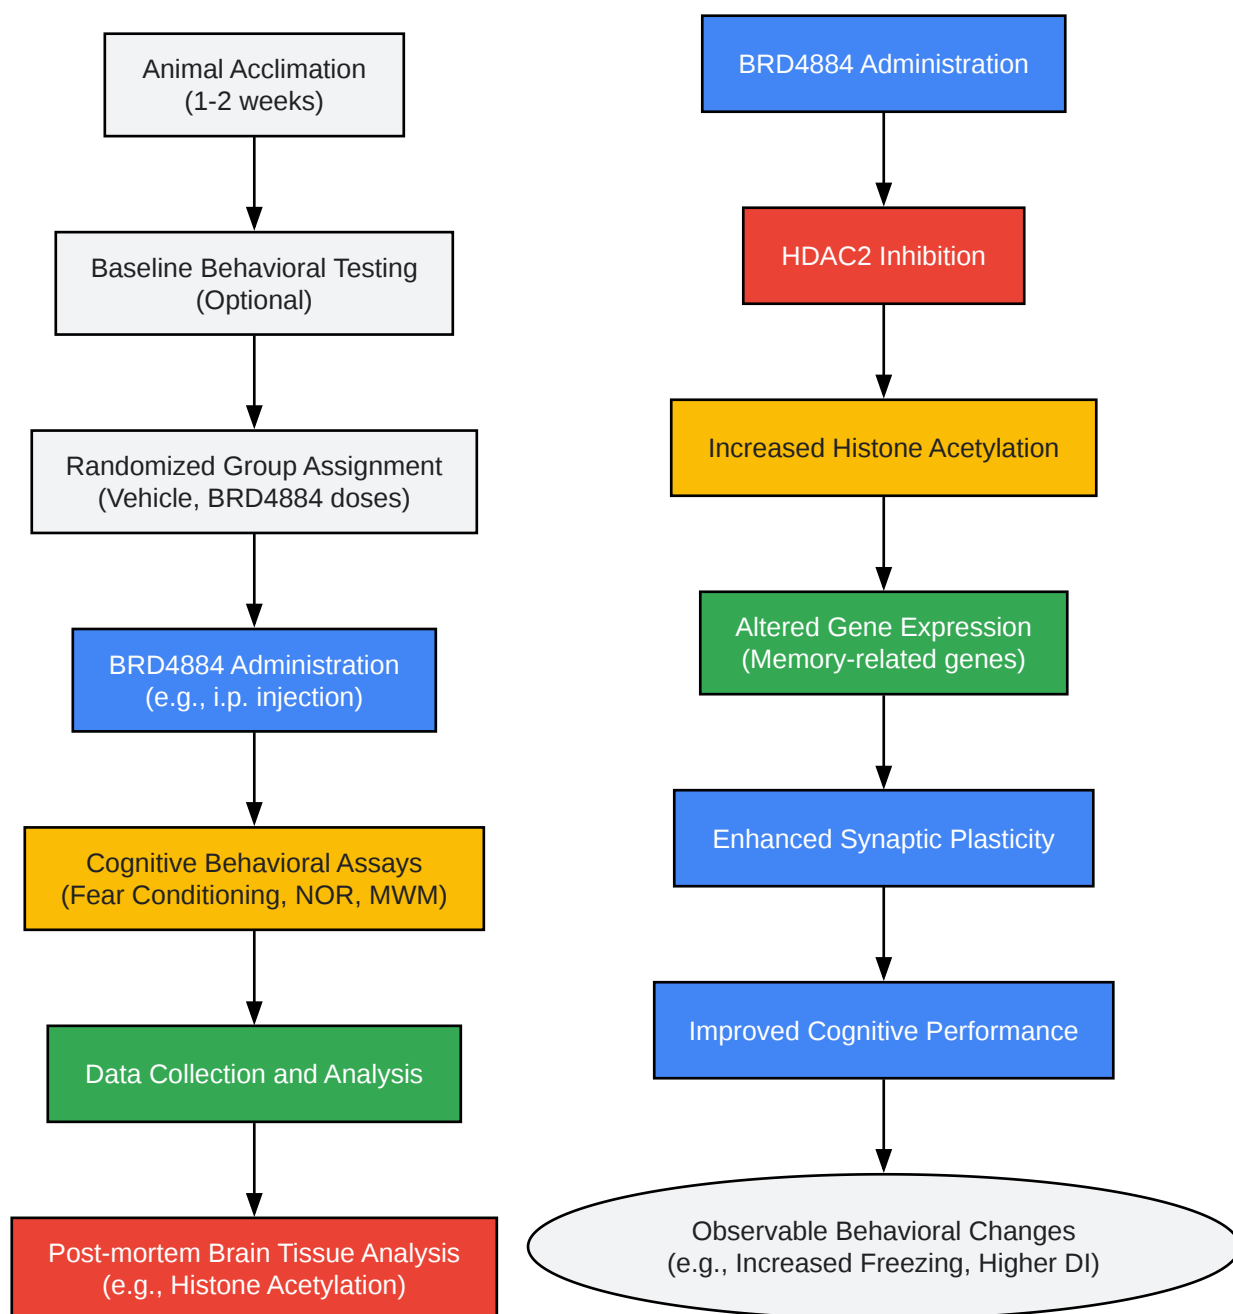 Animal Acclimation
(1-2 weeks)
Baseline Behavioral Testing
(Optional)
Randomized Group Assignment
(Vehicle, BRD4884 doses)
BRD4884 Administration
(e.g., i.p. injection)
Cognitive Behavioral Assays
(Fear Conditioning, NOR, MWM)
Data Collection and Analysis
Post-mortem Brain Tissue Analysis
(e.g., Histone Acetylation)
BRD4884 Administration
HDAC2 Inhibition
Increased Histone Acetylation
Altered Gene Expression
(Memory-related genes)
Enhanced Synaptic Plasticity
Improved Cognitive Performance
Observable Behavioral Changes
(e.g., Increased Freezing, Higher DI)